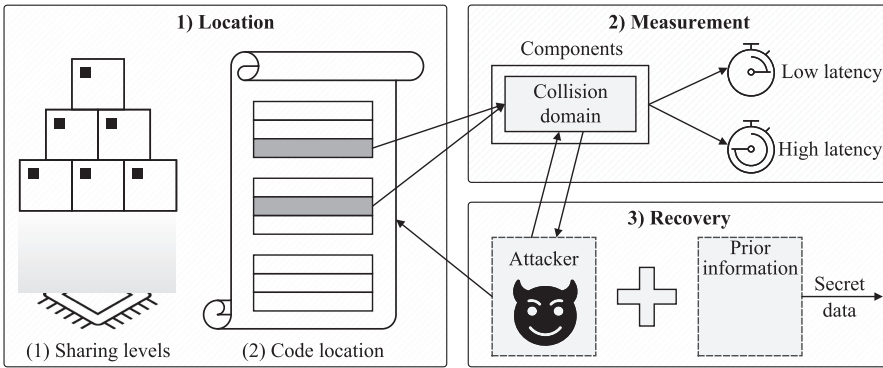 1) Location
(1) Sharing levels
(2) Code location
2) Measurement
Components
Collision
domain
Low latency
High latency
3) Recovery
Attacker
Prior
information
Secret
data